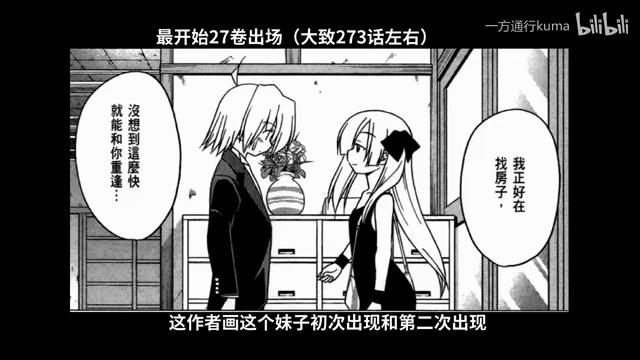 一方通行kuma bilibili
最开始27卷出场（大致273话左右）
我正好在
找房子，
沒想到這麼快
就能和你重逢…
这作者画这个妹子初次出现和第二次出现